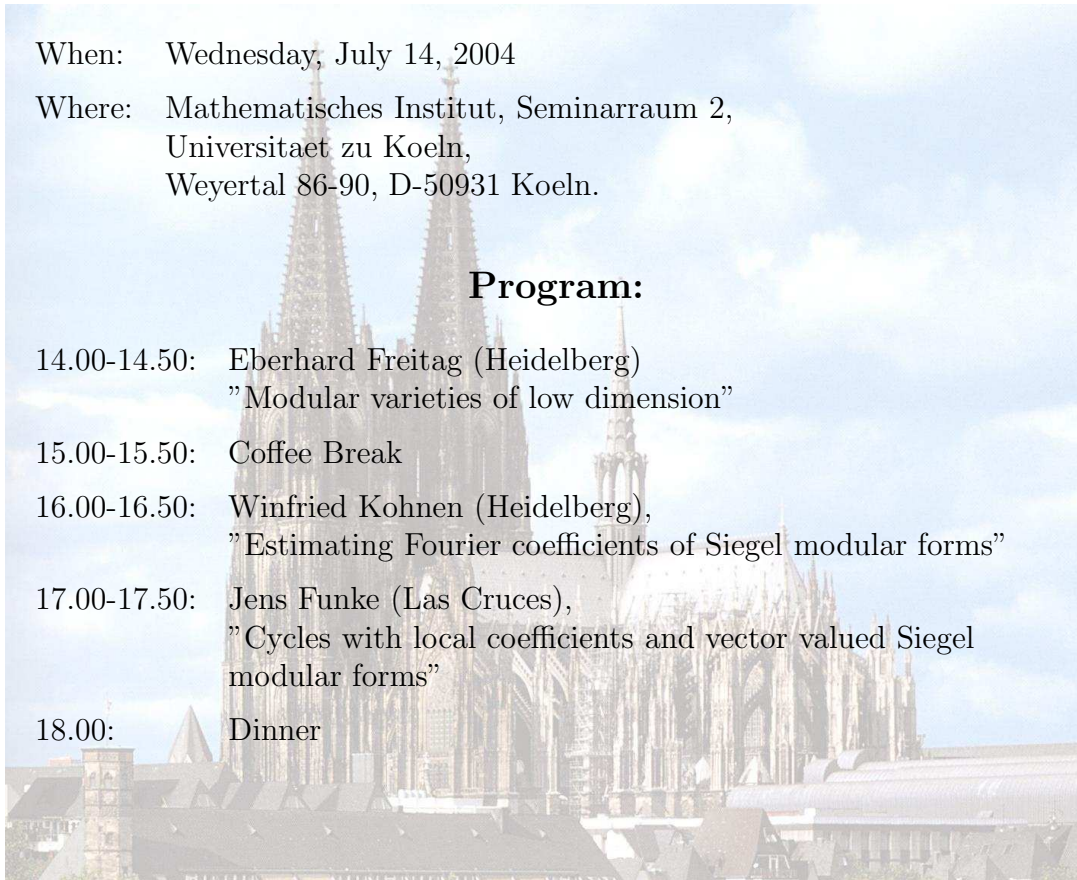 When: Wednesday, July 14, 2004
Where: Mathematisches Institut, Seminarraum 2,
Universitaet zu Koeln,
Weyertal 86-90, D-50931 Koeln.
Program:
14.00-14.50: Eberhard Freitag (Heidelberg)
”Modular varieties of low dimension”
15.00-15.50: Coffee Break
16.00-16.50: Winfried Kohnen (Heidelberg),
”Estimating Fourier coefficients of Siegel modular forms”
17.00-17.50: Jens Funke (Las Cruces),
”Cycles with local coefficients and vector valued Siegel
modular forms”
18.00: Dinner